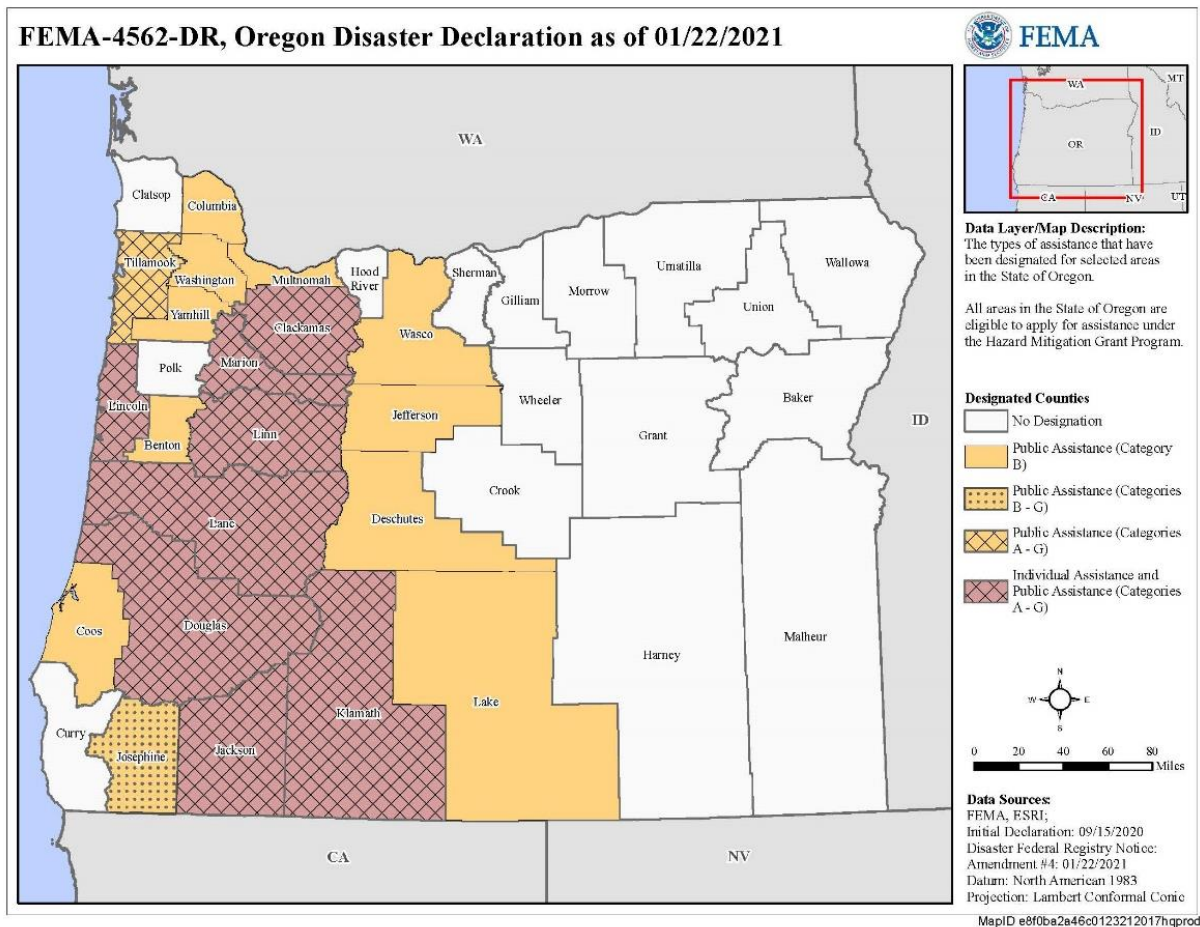 FEMA-4562-DR, Oregon Disaster Declaration as of 01/22/2021
FEMA
WA
MT
OR
ID
CA
NV
UT
WA
ID
CA
NV
Clatsop
Columbia
Tillamook
Washington
Multnomah
Hood
River
Sherman
Gilliam
Morrow
Umatilla
Union
Wallowa
Yamhill
Clackamas
Wasco
Polk
Marion
Lincoln
Benton
Linn
Jefferson
Wheeler
Grant
Baker
Crook
Lane
Deschutes
Coos
Douglas
Harney
Malheur
Curry
Josephine
Jackson
Klamath
Lake
Data Layer/Map Description:
The types of assistance that have
been designated for selected areas
in the State of Oregon.
All areas in the State of Oregon are
eligible to apply for assistance under
the Hazard Mitigation Grant Program.
Designated Counties
No Designation
Public Assistance (Category
B)
Public Assistance (Categories
B - G)
Public Assistance (Categories
A - G)
Individual Assistance and
Public Assistance (Categories
A - G)
N
W E
S
0 20 40 60 80
Miles
Data Sources:
FEMA, ESRI;
Initial Declaration: 09/15/2020
Disaster Federal Registry Notice:
Amendment #4: 01/22/2021
Datum: North American 1983
Projection: Lambert Conformal Conic
MapID e8f0ba2a46c0123212017hqprod